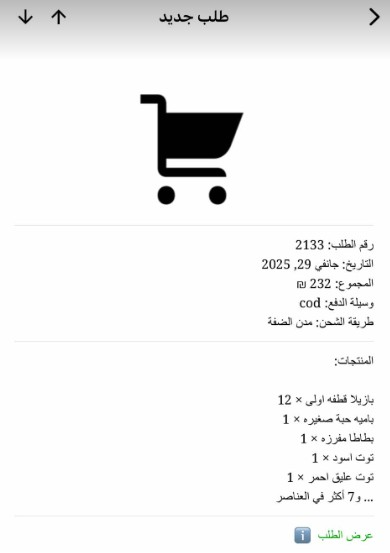 طلب جديد
رقم الطلب: 2133
التاريخ: جانفي 29, 2025
المجموع: 232 ₪
وسيلة الدفع: cod
طريقة الشحن: مدن الضفة
المنتجات:
بازيلا قطفه اولى × 12
باميه حبة صغيره × 1
بطاطا مفرزه × 1
توت اسود × 1
توت عليق احمر × 1
... و7 أكثر في العناصر
عرض الطلب ℹ️